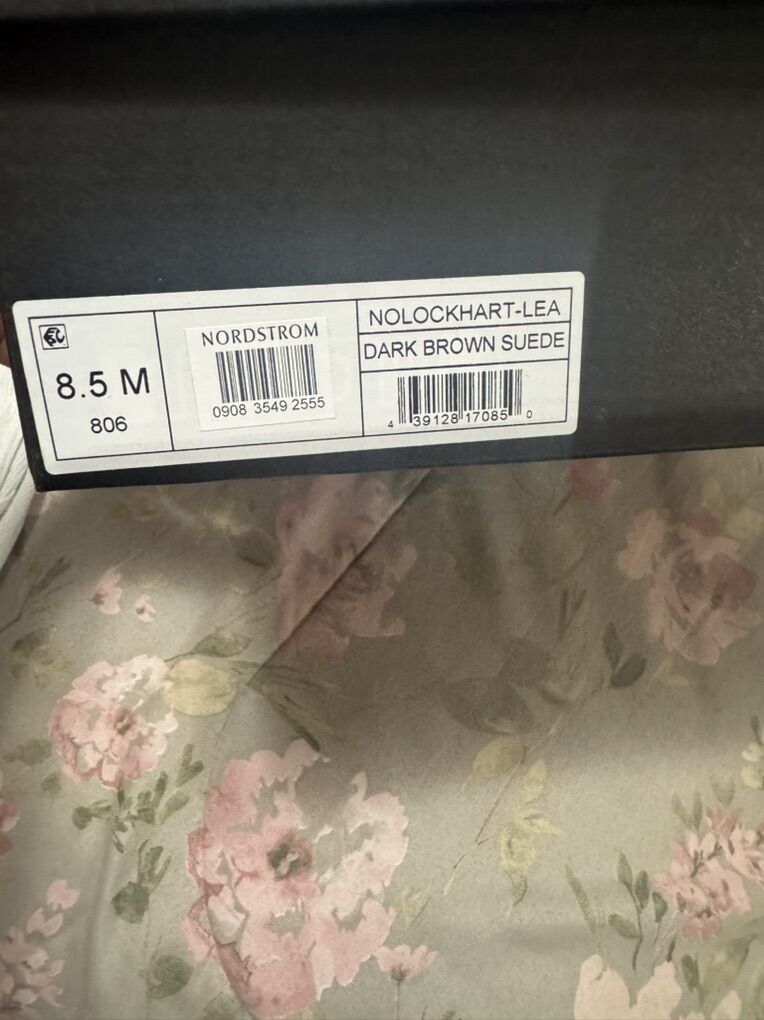 8.5 M
806
NORDSTROM
0908 3549 2555
NOLOCKHART-LEA
DARK BROWN SUEDE
4 39128 17085 0